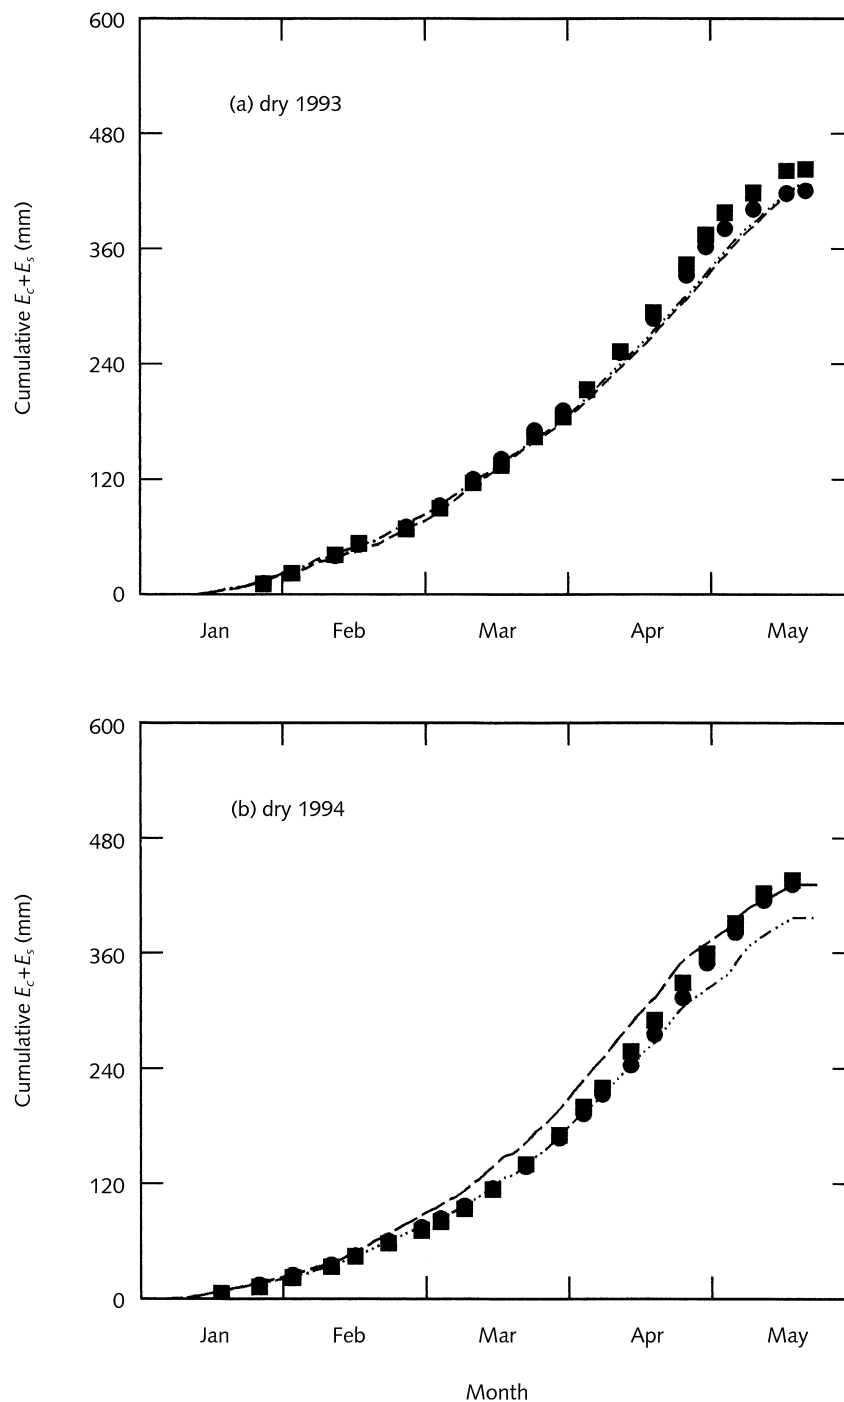 600
(a) dry 1993
480
360
240
120
0
Cumulative Ec+Es (mm)
Jan Feb Mar Apr May
600
(b) dry 1994
480
360
240
120
0
Cumulative Ec+Es (mm)
Jan Feb Mar Apr May
Month